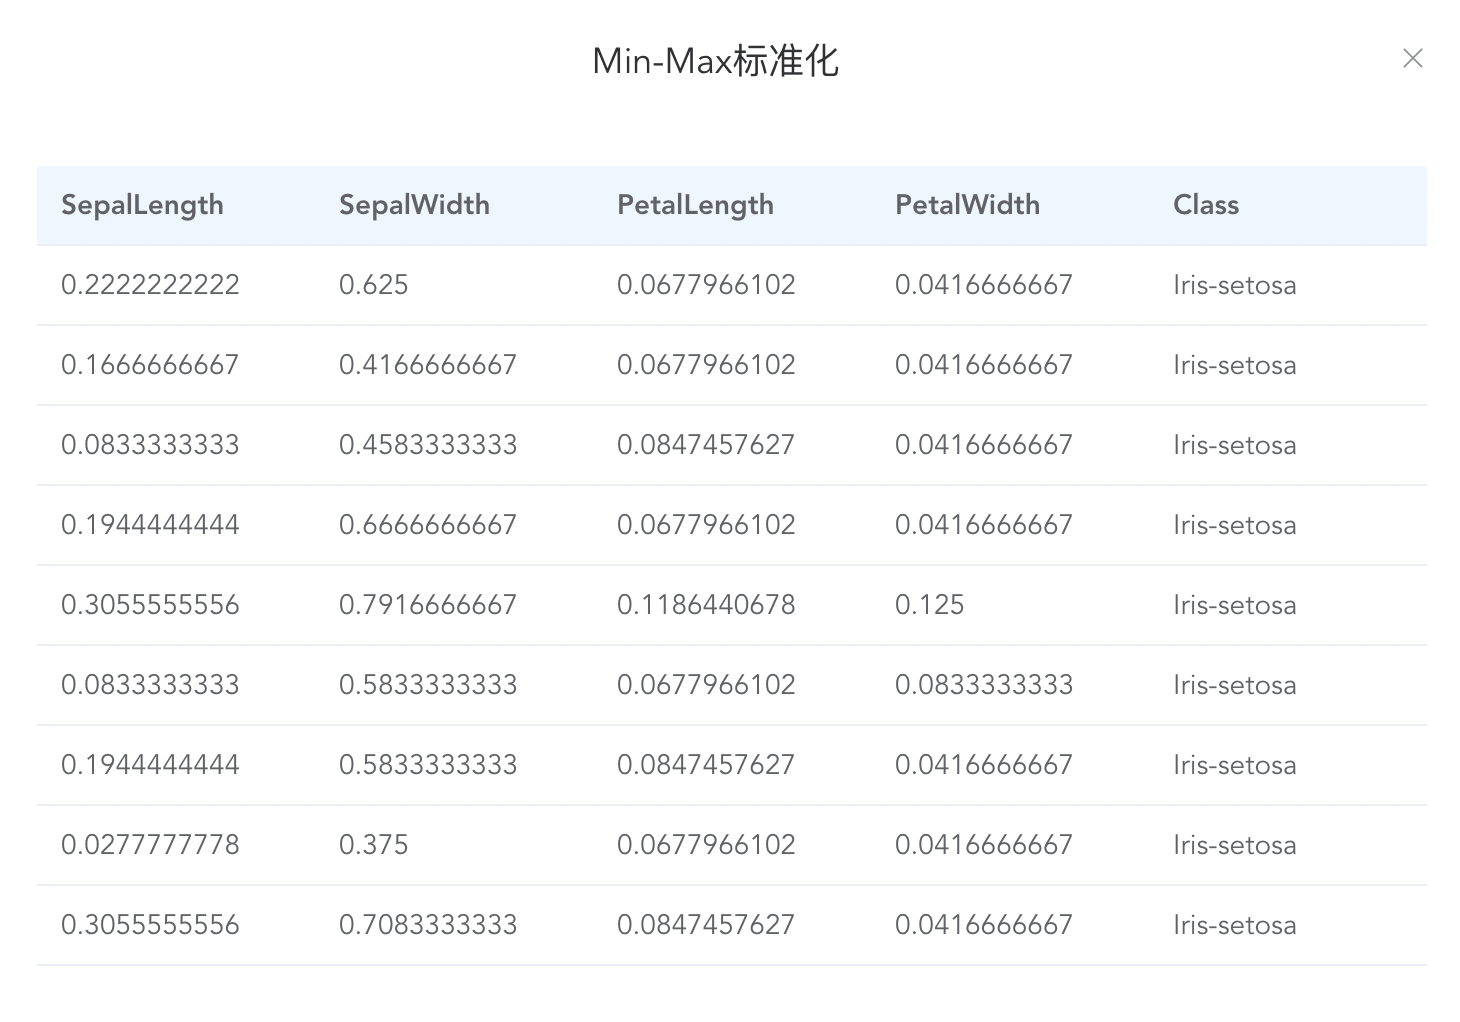 Min-Max标准化
SepalLength SepalWidth PetalLength PetalWidth Class
0.2222222222 0.625 0.0677966102 0.0416666667 Iris-setosa
0.1666666667 0.4166666667 0.0677966102 0.0416666667 Iris-setosa
0.0833333333 0.4583333333 0.0847457627 0.0416666667 Iris-setosa
0.1944444444 0.6666666667 0.0677966102 0.0416666667 Iris-setosa
0.3055555556 0.7916666667 0.1186440678 0.125 Iris-setosa
0.0833333333 0.5833333333 0.0677966102 0.0833333333 Iris-setosa
0.1944444444 0.5833333333 0.0847457627 0.0416666667 Iris-setosa
0.0277777778 0.375 0.0677966102 0.0416666667 Iris-setosa
0.3055555556 0.7083333333 0.0847457627 0.0416666667 Iris-setosa